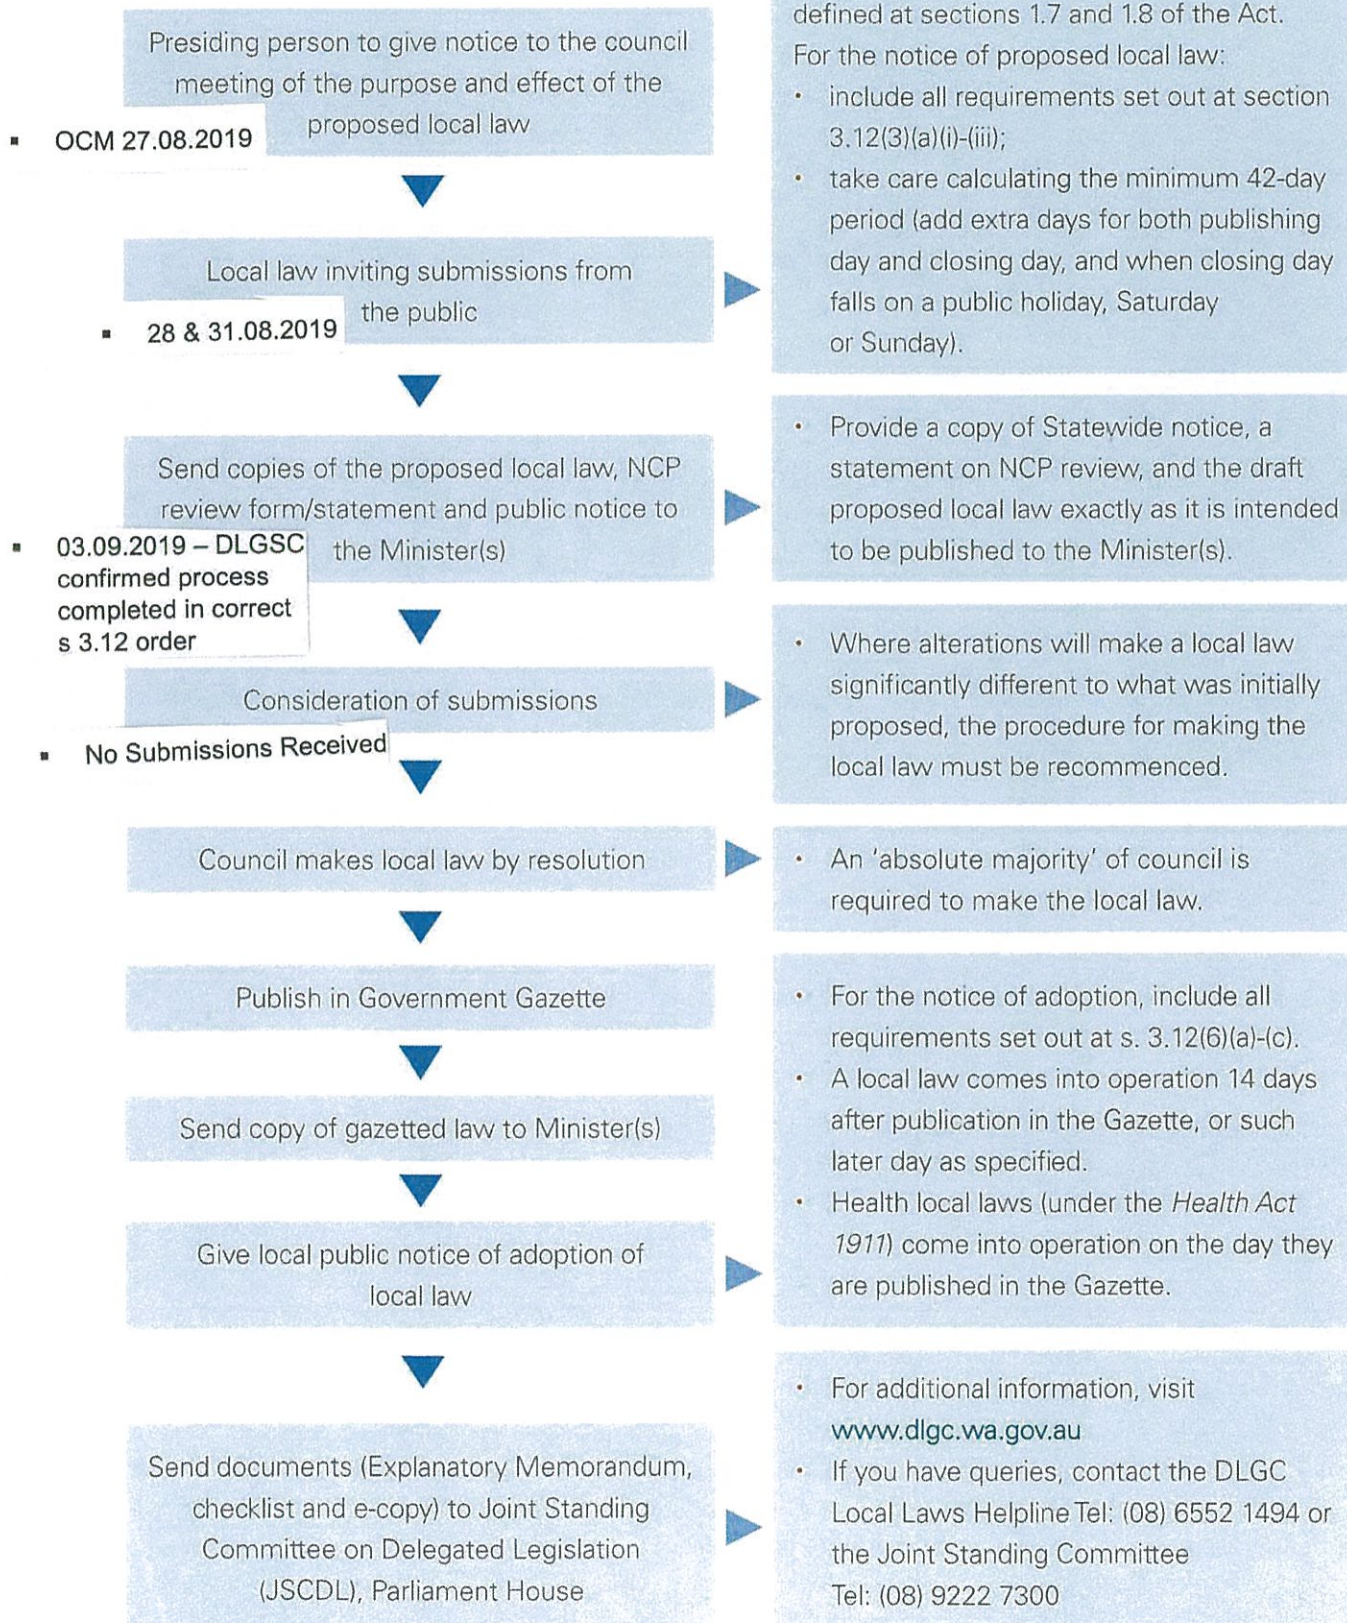 defined at sections 1.7 and 1.8 of the Act.
For the notice of proposed local law:
• include all requirements set out at section
3.12(3)(a)(i)-(iii);
• take care calculating the minimum 42-day
period (add extra days for both publishing
day and closing day, and when closing day
falls on a public holiday, Saturday
or Sunday).
Presiding person to give notice to the council
meeting of the purpose and effect of the
proposed local law
▪ OCM 27.08.2019
Local law inviting submissions from
the public
▪ 28 & 31.08.2019
Send copies of the proposed local law, NCP
review form/statement and public notice to
the Minister(s)
▪ 03.09.2019 – DLGSC
confirmed process
completed in correct
s 3.12 order
• Provide a copy of Statewide notice, a
statement on NCP review, and the draft
proposed local law exactly as it is intended
to be published to the Minister(s).
Consideration of submissions
▪ No Submissions Received
• Where alterations will make a local law
significantly different to what was initially
proposed, the procedure for making the
local law must be recommenced.
Council makes local law by resolution
• An 'absolute majority' of council is
required to make the local law.
Publish in Government Gazette
Send copy of gazetted law to Minister(s)
Give local public notice of adoption of
local law
• For the notice of adoption, include all
requirements set out at s. 3.12(6)(a)-(c).
• A local law comes into operation 14 days
after publication in the Gazette, or such
later day as specified.
• Health local laws (under the Health Act
1911) come into operation on the day they
are published in the Gazette.
Send documents (Explanatory Memorandum,
checklist and e-copy) to Joint Standing
Committee on Delegated Legislation
(JSCDL), Parliament House
• For additional information, visit
www.dlgc.wa.gov.au
• If you have queries, contact the DLGC
Local Laws Helpline Tel: (08) 6552 1494 or
the Joint Standing Committee
Tel: (08) 9222 7300